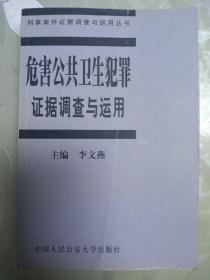 刑事案件证据调查与运用丛书
危害公共卫生犯罪
证据调查与运用
主编 李文燕
中国人民公安大学出版社